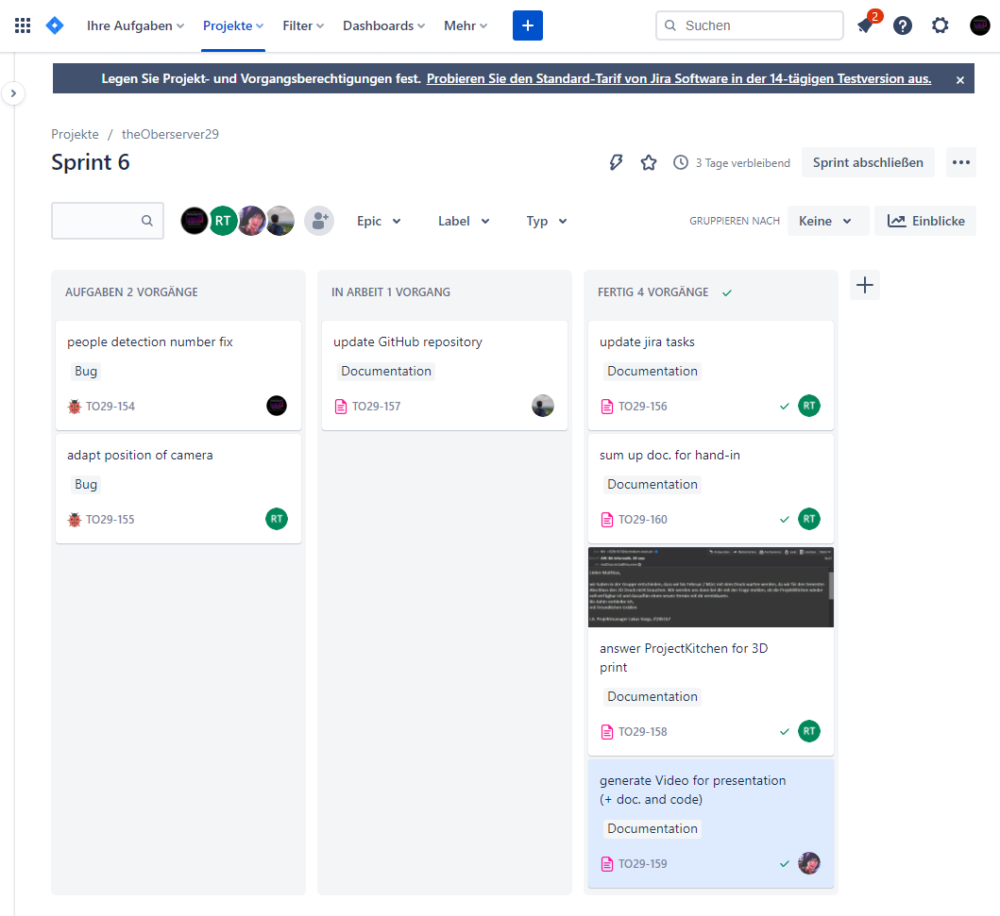 Ihre Aufgaben Projekte Filter Dashboards Mehr + Suchen 2
Legen Sie Projekt- und Vorgangsberechtigungen fest. Probieren Sie den Standard-Tarif von Jira Software in der 14-tägigen Testversion aus.
Projekte / theOberserver29
Sprint 6
3 Tage verbleibend Sprint abschließen
RT Epic Label Typ GRUPPIEREN NACH Keine Einblicke
AUFGABEN 2 VORGÄNGE
people detection number fix
Bug
TO29-154
adapt position of camera
Bug
TO29-155 RT
IN ARBEIT 1 VORGANG
update GitHub repository
Documentation
TO29-157
FERTIG 4 VORGÄNGE
update jira tasks
Documentation
TO29-156 RT
sum up doc. for hand-in
Documentation
TO29-160 RT
answer ProjectKitchen for 3D
print
Documentation
TO29-158 RT
generate Video for presentation
(+ doc. and code)
Documentation
TO29-159